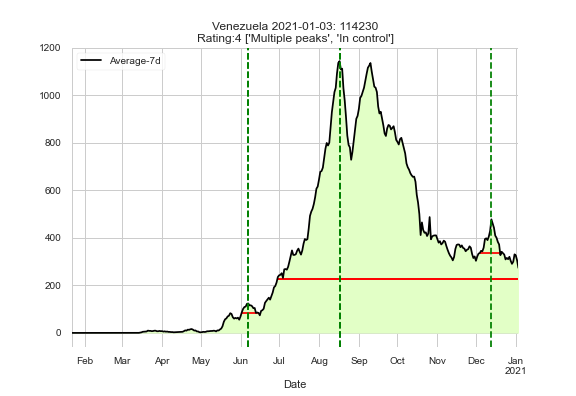 Venezuela 2021-01-03: 114230
Rating:4 ['Multiple peaks', 'In control']
Average-7d
1200
1000
800
600
400
200
0
Feb Mar Apr May Jun Jul Aug Sep Oct Nov Dec Jan
2021
Date